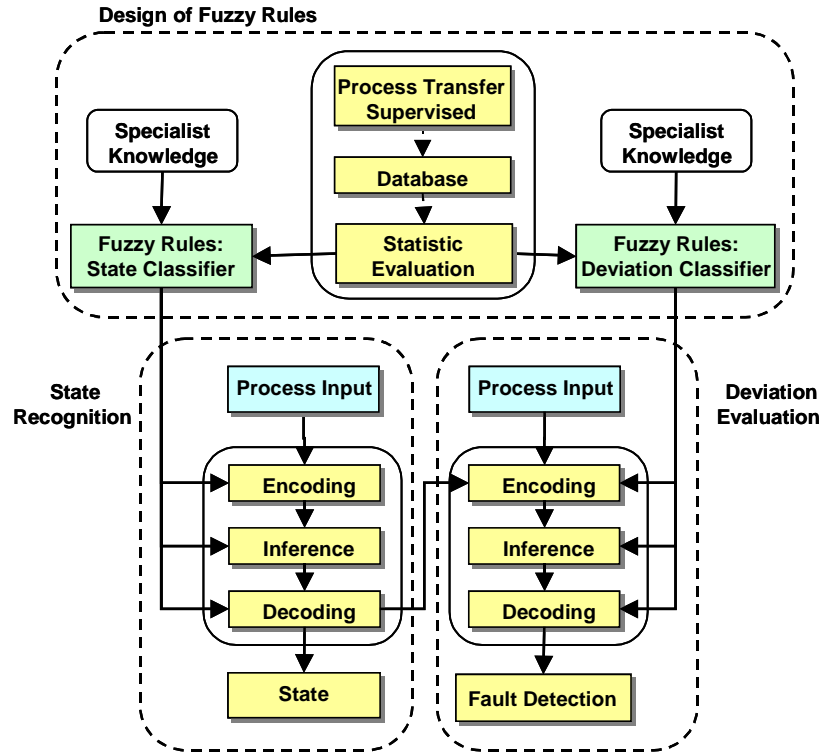 Design of Fuzzy Rules
Process Transfer
Supervised
Specialist
Knowledge
Specialist
Knowledge
Database
Fuzzy Rules:
State Classifier
Statistic
Evaluation
Fuzzy Rules:
Deviation Classifier
State
Recognition
Process Input
Process Input
Deviation
Evaluation
Encoding
Encoding
Inference
Inference
Decoding
Decoding
State
Fault Detection